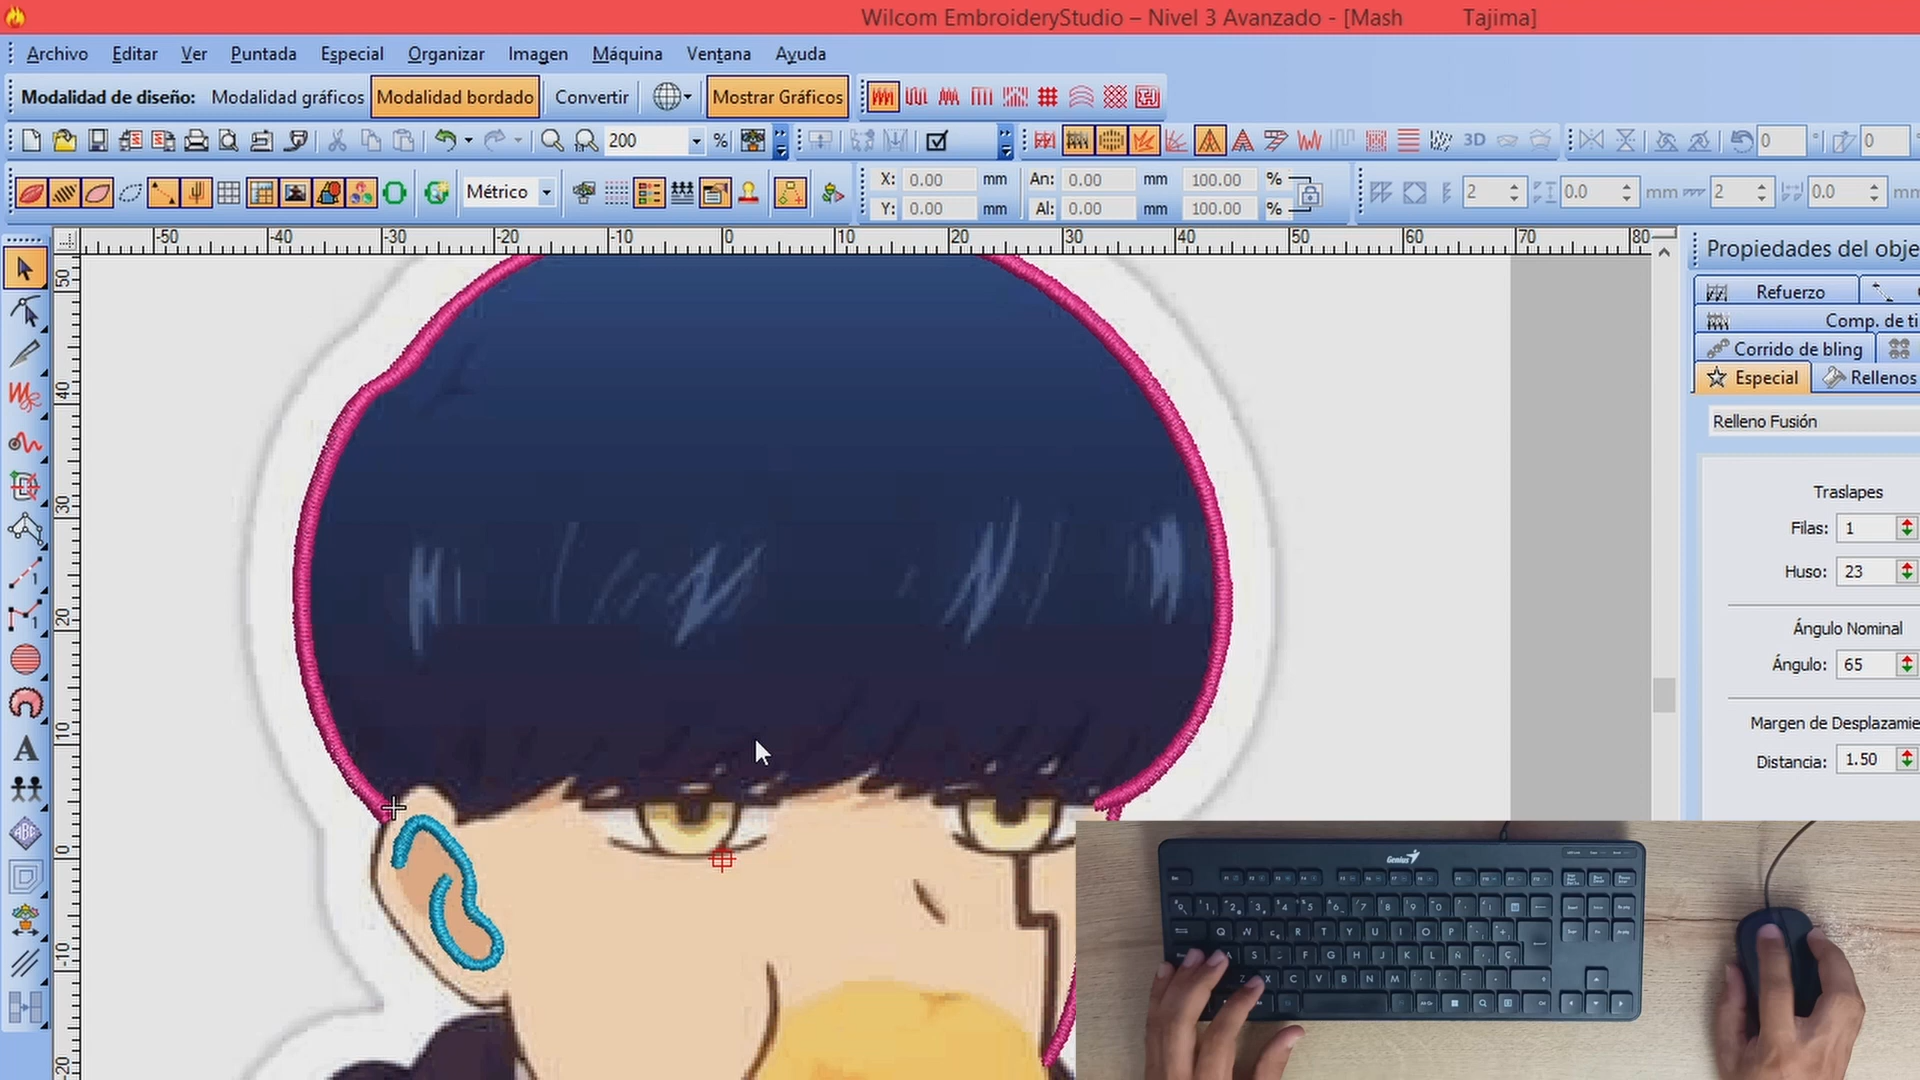 Wilcom EmbroideryStudio – Nivel 3 Avanzado - [Mash Tajima]
Archivo Editar Ver Puntada Especial Organizar Imagen Máquina Ventana Ayuda
Modalidad de diseño: Modalidad gráficos Modalidad bordado Convertir Mostrar Gráficos
200 % 3D 0 ° 0
Métrico X: 0.00 mm An: 0.00 mm 100.00 % 2 0.0 mm 2 0.0 mm
Y: 0.00 mm Al: 0.00 mm 100.00 %
-50 -40 -30 -20 -10 0 10 20 30 40 50 60 70 80
50 40 30 20 10 0 -10 -20
Propiedades del obje
Refuerzo
Comp. de ti
Corrido de bling
Especial Rellenos
Relleno Fusión
Traslapes
Filas: 1
Huso: 23
Ángulo Nominal
Ángulo: 65
Margen de Desplazamie
Distancia: 1.50
A
ABC
Genius
Q W E R T Y U I O P
A S D F G H J K L Ñ
Z X C V B N M